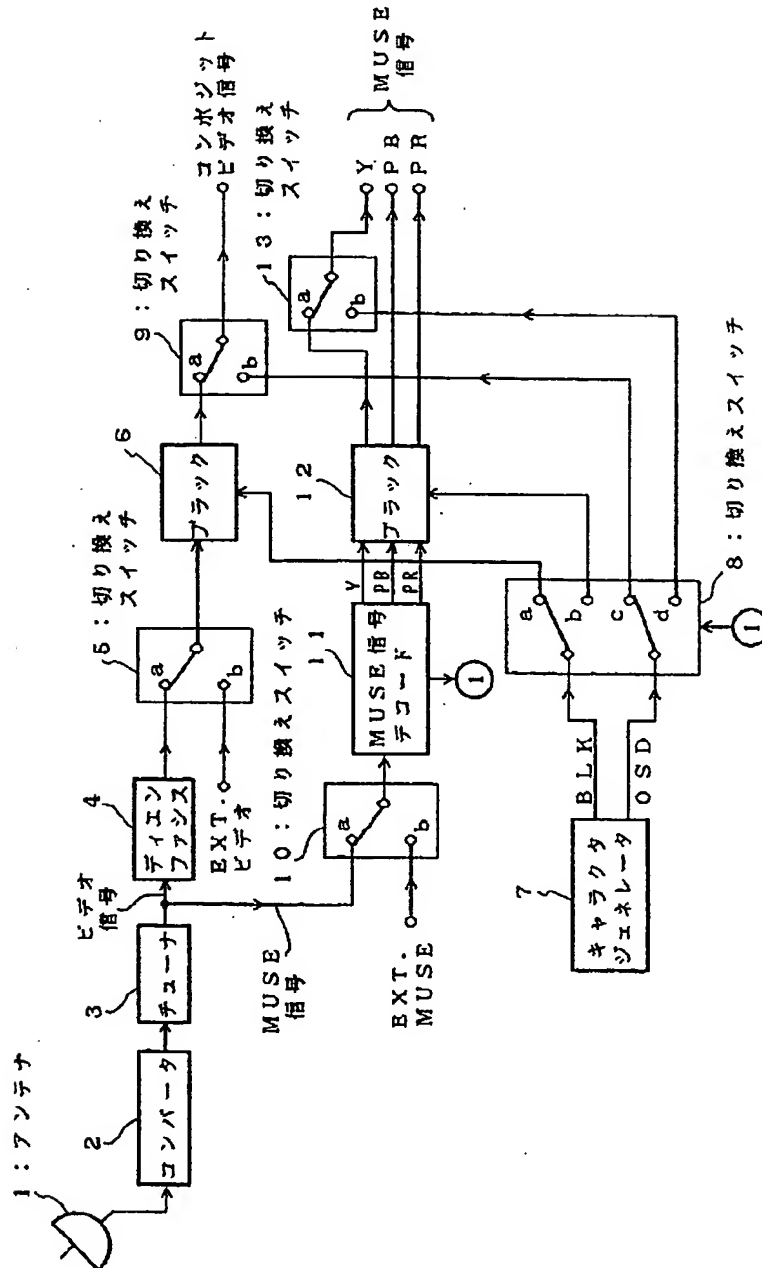 1:アンテナ
2
コンバータ
3
チューナ
ビデオ
信号
4
ディエン
ファシス
EXT.
ビデオ
MUSE
信号
5:切り換え
スイッチ
a
b
6
ブラック
9:切り換え
スイッチ
a
b
コンポジット
ビデオ信号
EXT.
MUSE
10:切り換えスイッチ
a
b
11
MUSE信号
デコード
1
Y
PB
PR
12
ブラック
13:切り換え
スイッチ
a
b
Y
PB
PR
MUSE
信号
7
キャラクタ
ジェネレータ
BLK
OSD
a
b
c
d
8:切り換えスイッチ
1